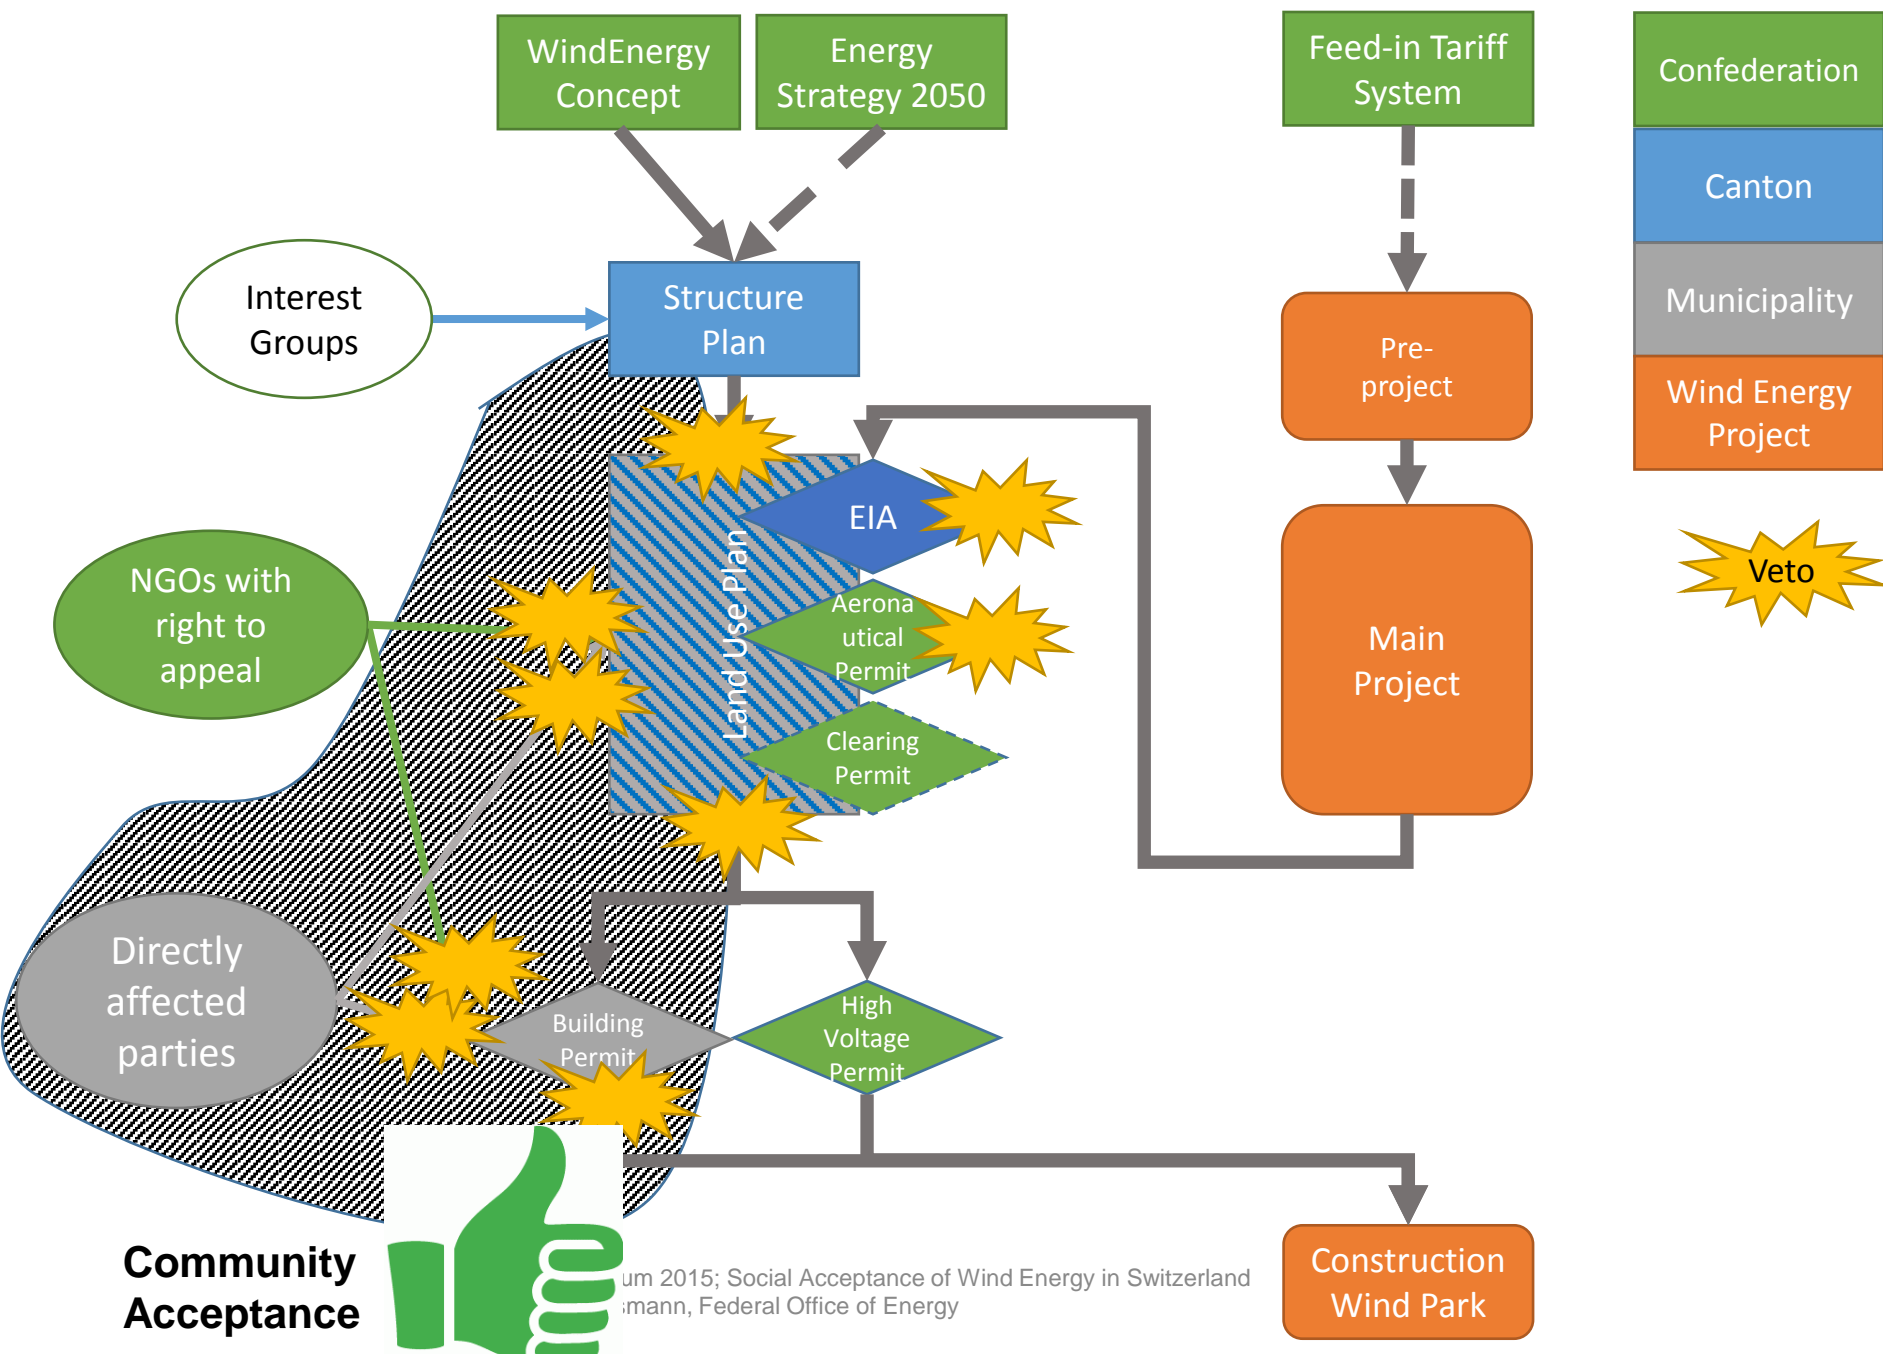 WindEnergy
Concept
Energy
Strategy 2050
Feed-in Tariff
System
Confederation
Canton
Municipality
Wind Energy
Project
Veto
Interest
Groups
Structure
Plan
Pre-
project
NGOs with
right to
appeal
Land Use Plan
EIA
Aerona
utical
Permit
Clearing
Permit
Main
Project
Directly
affected
parties
Building
Permit
High
Voltage
Permit
Community
Acceptance
2015; Social Acceptance of Wind Energy in Switzerland
Federal Office of Energy
Construction
Wind Park